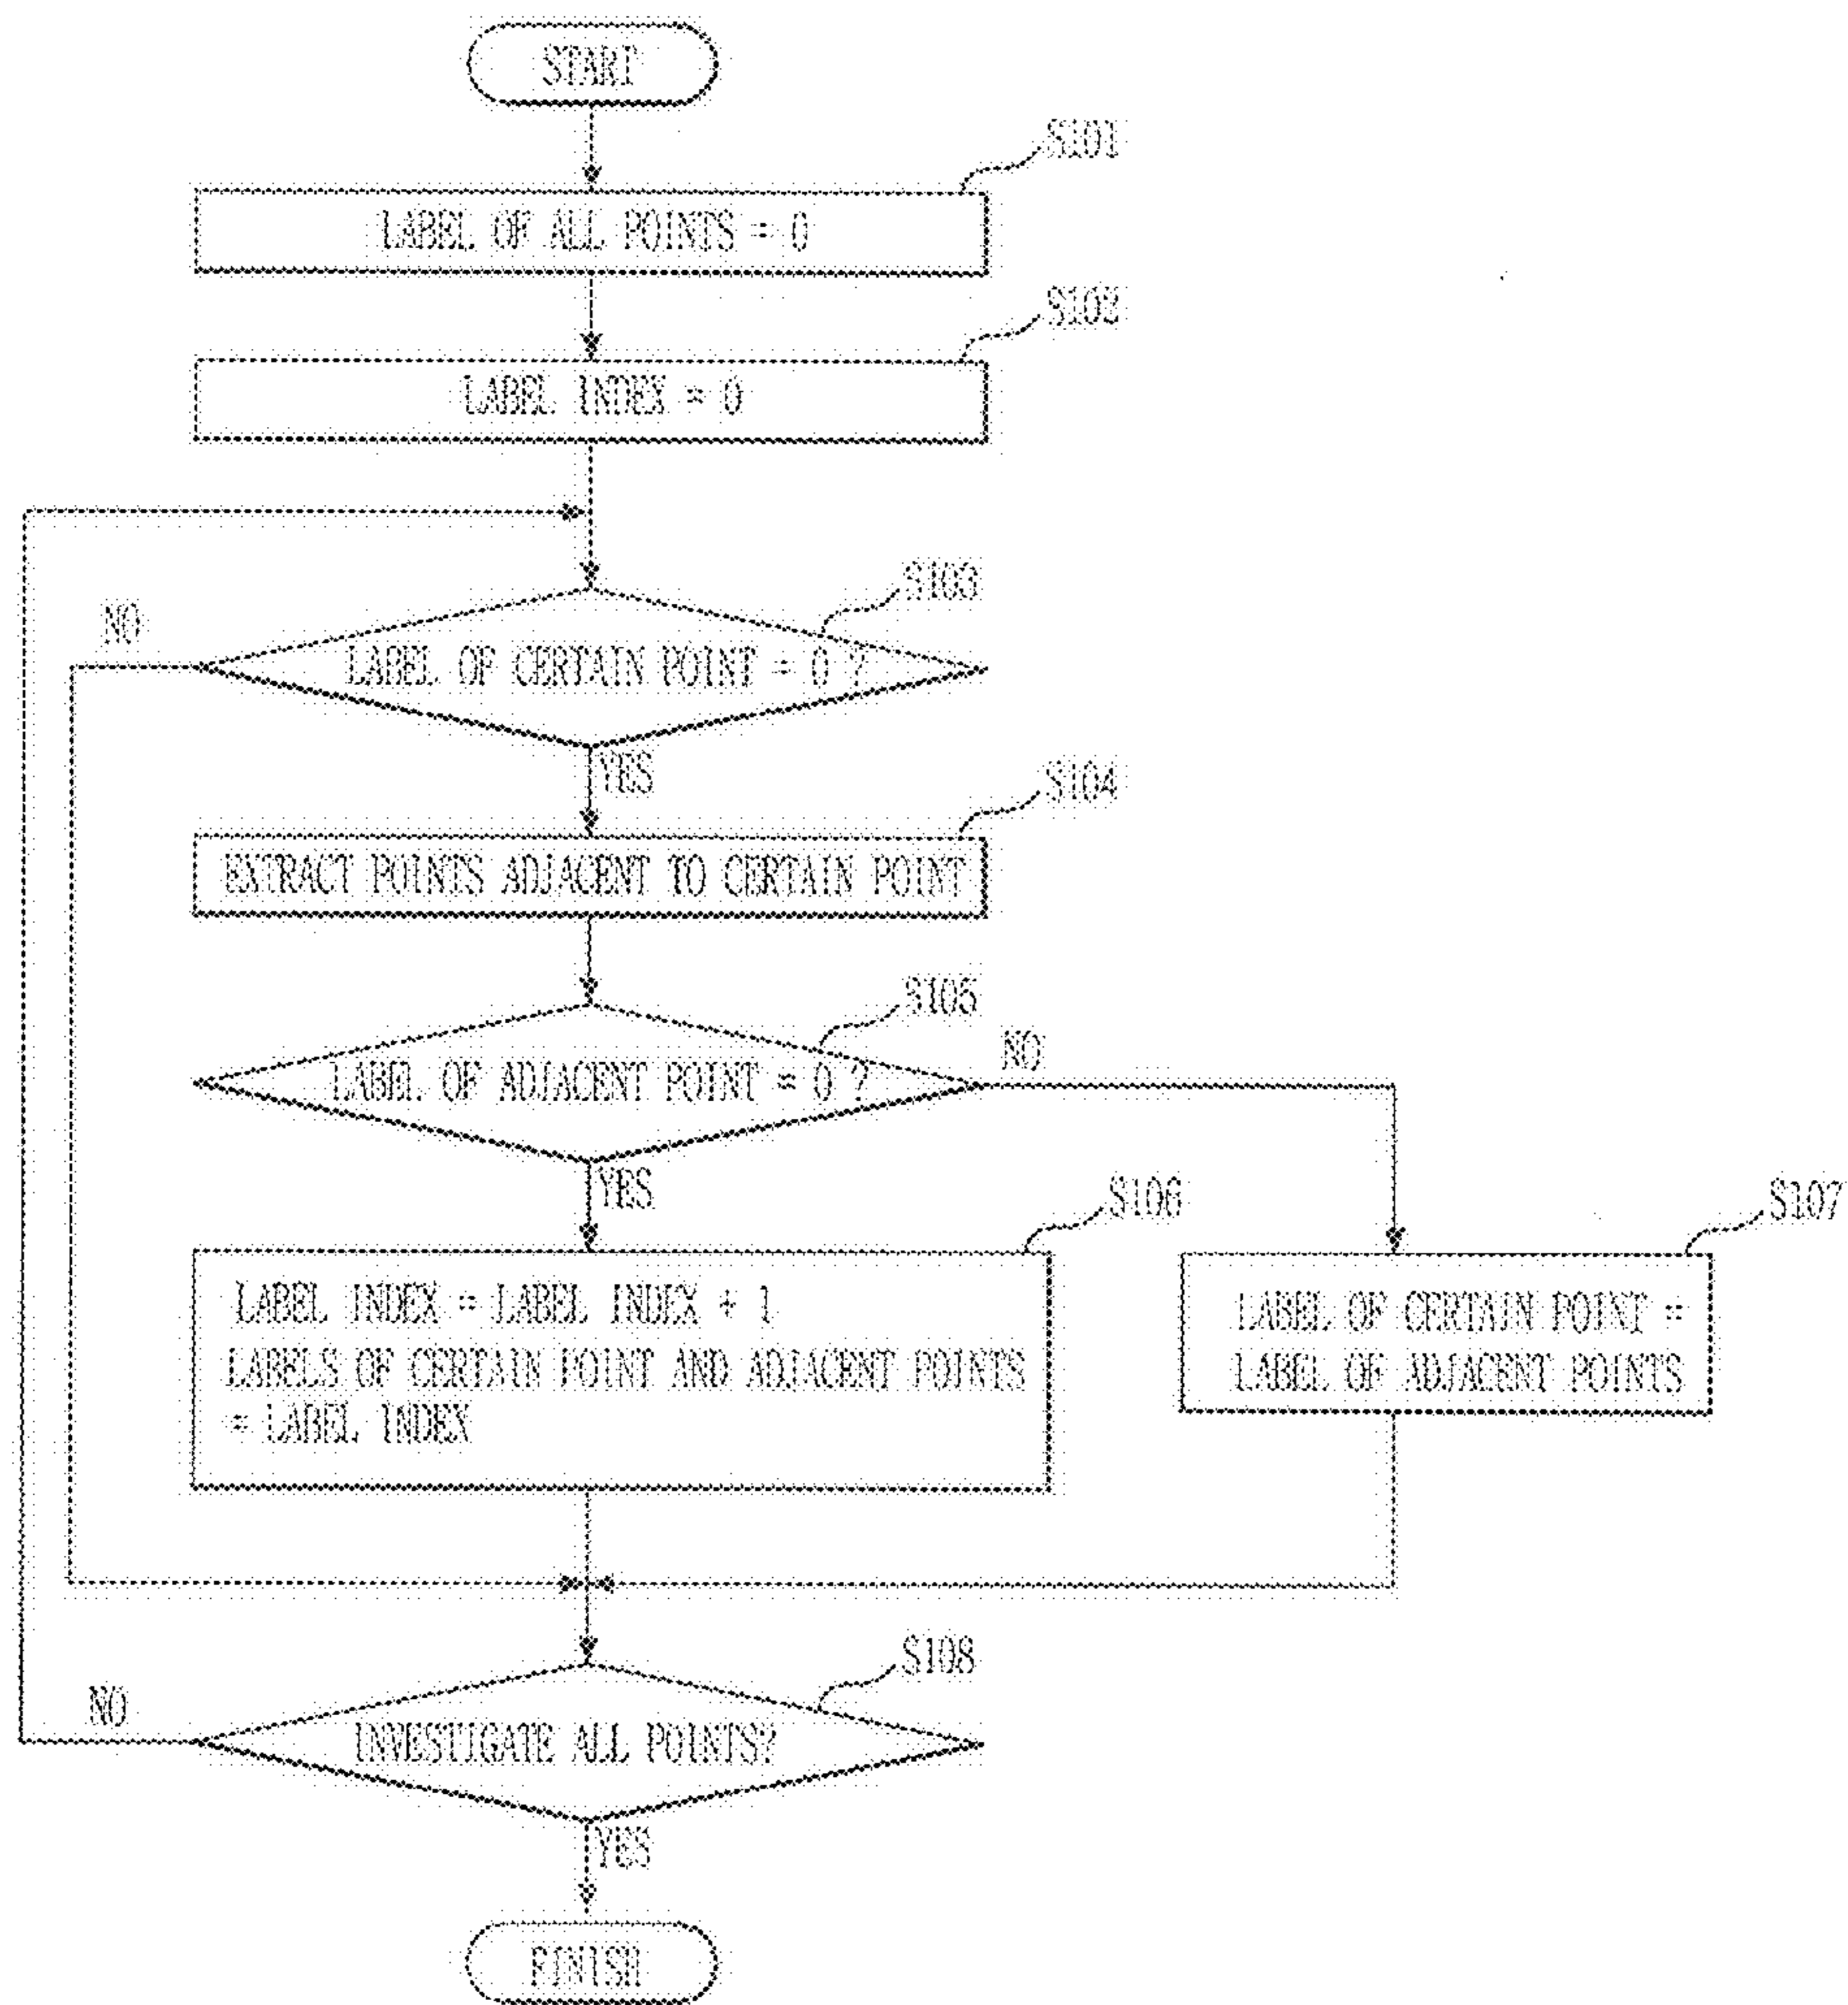 START
S101
LABEL OF ALL POINTS = 0
S102
LABEL INDEX = 0
S103
NO
LABEL OF CERTAIN POINT = 0 ?
YES
S104
EXTRACT POINTS ADJACENT TO CERTAIN POINT
S105
NO
LABEL OF ADJACENT POINT = 0 ?
YES
S106
S107
LABEL INDEX = LABEL INDEX + 1
LABELS OF CERTAIN POINT AND ADJACENT POINTS
= LABEL INDEX
LABEL OF CERTAIN POINT =
LABEL OF ADJACENT POINTS
S108
NO
INVESTIGATE ALL POINTS?
YES
FINISH